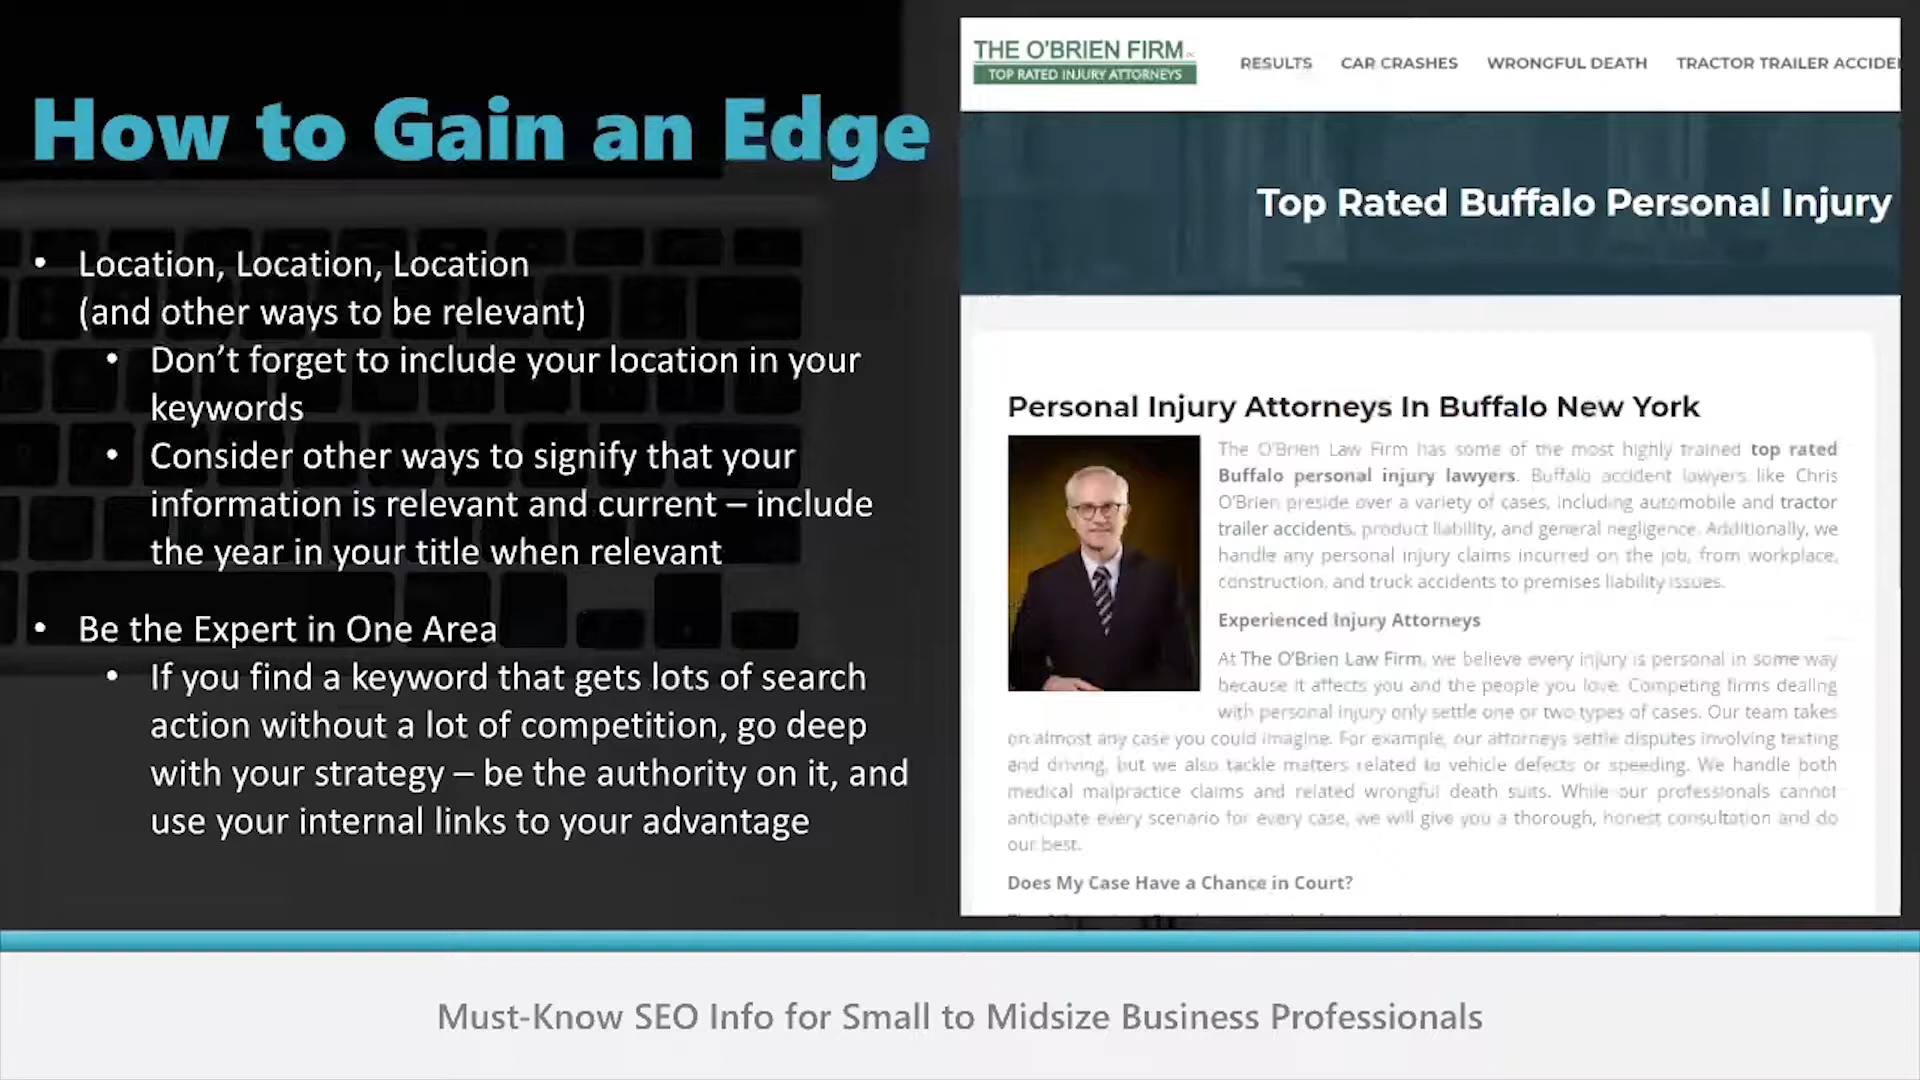 How to Gain an Edge
• Location, Location, Location
(and other ways to be relevant)
• Don’t forget to include your location in your
keywords
• Consider other ways to signify that your
information is relevant and current – include
the year in your title when relevant
• Be the Expert in One Area
• If you find a keyword that gets lots of search
action without a lot of competition, go deep
with your strategy – be the authority on it, and
use your internal links to your advantage
THE O'BRIEN FIRM
TOP RATED INJURY ATTORNEYS
RESULTS CAR CRASHES WRONGFUL DEATH TRACTOR TRAILER ACCIDE
Top Rated Buffalo Personal Injury
Personal Injury Attorneys In Buffalo New York
The O'Brien Law Firm has some of the most highly trained top rated
Buffalo personal injury lawyers. Buffalo accident lawyers like Chris
O'Brien preside over a variety of cases, including automobile and tractor
trailer accidents, product liability, and general negligence. Additionally, we
handle any personal injury claims incurred on the job, from workplace,
construction, and truck accidents to premises liability issues.
Experienced Injury Attorneys
At The O'Brien Law Firm, we believe every injury is personal in some way
because it affects you and the people you love. Competing firms dealing
with personal injury only settle one or two types of cases. Our team takes
on almost any case you could imagine. For example, our attorneys settle disputes involving texting
and driving, but we also tackle matters related to vehicle defects or speeding. We handle both
medical malpractice claims and related wrongful death suits. While our professionals cannot
anticipate every scenario for every case, we will give you a thorough, honest consultation and do
our best.
Does My Case Have a Chance in Court?
Must-Know SEO Info for Small to Midsize Business Professionals